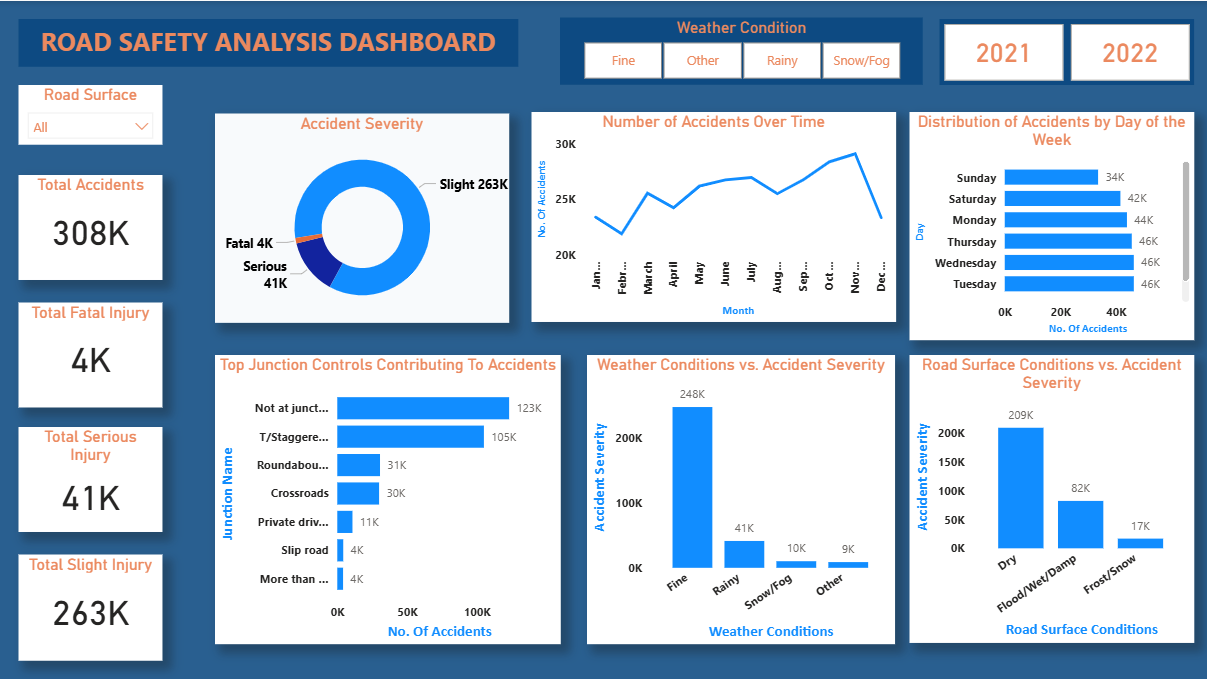 ROAD SAFETY ANALYSIS DASHBOARD
Weather Condition
Fine
Other
Rainy
Snow/Fog
2021
2022
Road Surface
All
Total Accidents
308K
Total Fatal Injury
4K
Total Serious
Injury
41K
Total Slight Injury
263K
Accident Severity
Slight 263K
Fatal 4K
Serious
41K
Number of Accidents Over Time
No. Of Accidents
30K
25K
20K
Jan...
Febr...
March
April
May
June
July
Aug...
Sep...
Oct...
Nov...
Dec...
Month
Distribution of Accidents by Day of the
Week
Day
Sunday 34K
Saturday 42K
Monday 44K
Thursday 46K
Wednesday 46K
Tuesday 46K
0K 20K 40K
No. Of Accidents
Top Junction Controls Contributing To Accidents
Junction Name
Not at junct... 123K
T/Staggere... 105K
Roundabou... 31K
Crossroads 30K
Private driv... 11K
Slip road 4K
More than ... 4K
0K 50K 100K
No. Of Accidents
Weather Conditions vs. Accident Severity
Accident Severity
200K
100K
0K
248K
41K
10K
9K
Fine
Rainy
Snow/Fog
Other
Weather Conditions
Road Surface Conditions vs. Accident
Severity
Accident Severity
200K
150K
100K
50K
0K
209K
82K
17K
Dry
Flood/Wet/Damp
Frost/Snow
Road Surface Conditions